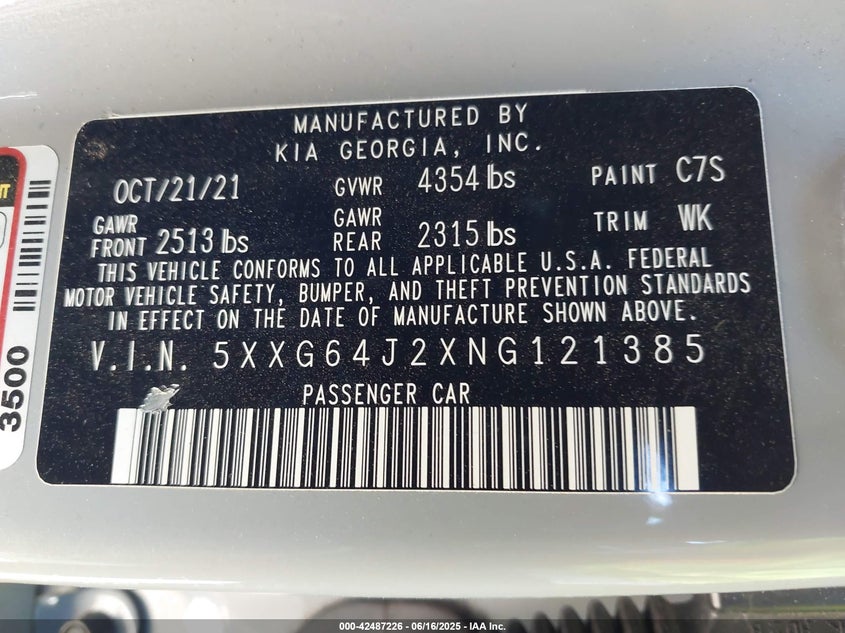 MANUFACTURED BY
KIA GEORGIA, INC.
OCT/21/21 GVWR 4354 lbs PAINT C7S
GAWR FRONT 2513 lbs GAWR REAR 2315 lbs TRIM WK
THIS VEHICLE CONFORMS TO ALL APPLICABLE U.S.A. FEDERAL
MOTOR VEHICLE SAFETY, BUMPER, AND THEFT PREVENTION STANDARDS
IN EFFECT ON THE DATE OF MANUFACTURE SHOWN ABOVE.
V.I.N. 5XXG64J2XNG121385
PASSENGER CAR
3500
000-42487226 - 06/16/2025 - IAA Inc.